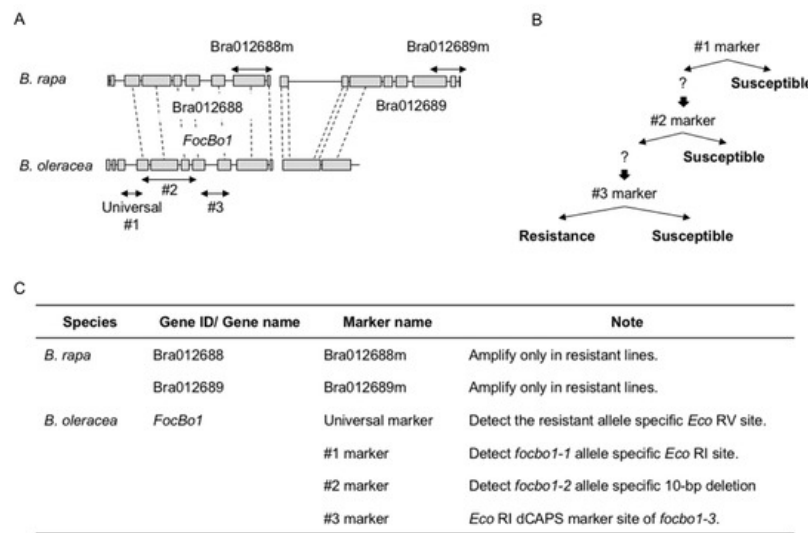 A
Bra012688m
Bra012689m
B. rapa
Bra012688
Bra012689
FocBo1
B. oleracea
#2
#3
Universal
#1
B
#1 marker
?
Susceptible
#2 marker
?
Susceptible
#3 marker
Resistance Susceptible
C
Species Gene ID/ Gene name Marker name Note
B. rapa Bra012688 Bra012688m Amplify only in resistant lines.
Bra012689 Bra012689m Amplify only in resistant lines.
B. oleracea FocBo1 Universal marker Detect the resistant allele specific Eco RV site.
#1 marker Detect focbo1-1 allele specific Eco RI site.
#2 marker Detect focbo1-2 allele specific 10-bp deletion
#3 marker Eco RI dCAPS marker site of focbo1-3.